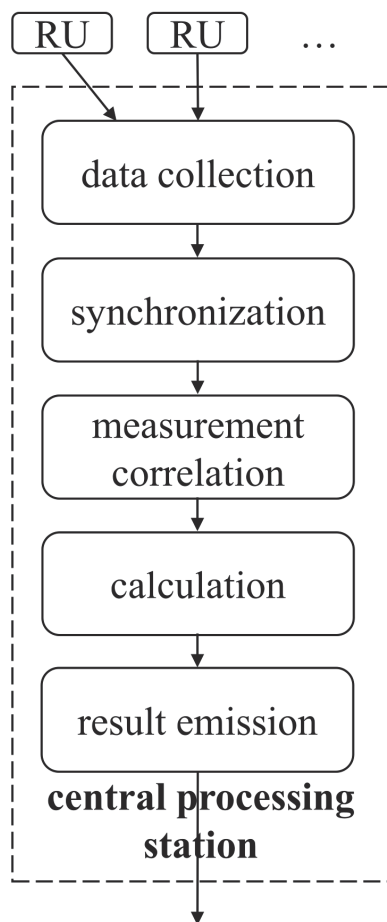 RU RU …
data collection
synchronization
measurement
correlation
calculation
result emission
central processing
station